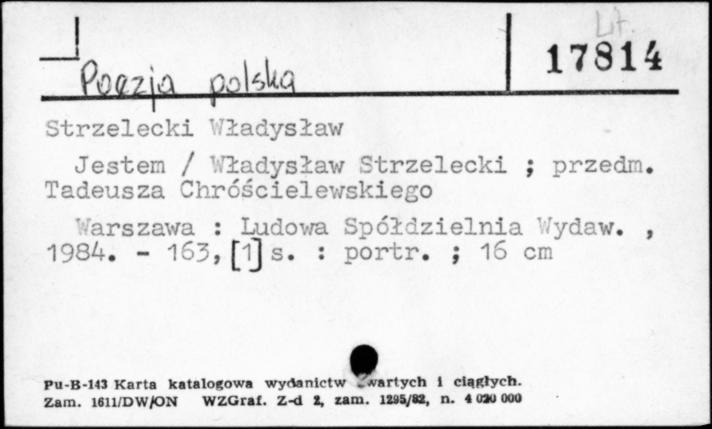 Lit.
17814
Poezja polska
Strzelecki Władysław
Jestem / Władysław Strzelecki ; przedm.
Tadeusza Chróścielewskiego
Warszawa : Ludowa Spółdzielnia Wydaw. ,
1984. - 163, [1] s. : portr. ; 16 cm
Pu-B-143 Karta katalogowa wydawnictw zwartych i ciągłych.
Zam. 1611/DW/ON WZGraf. Z-d 2, zam. 1295/82, n. 4 020 000